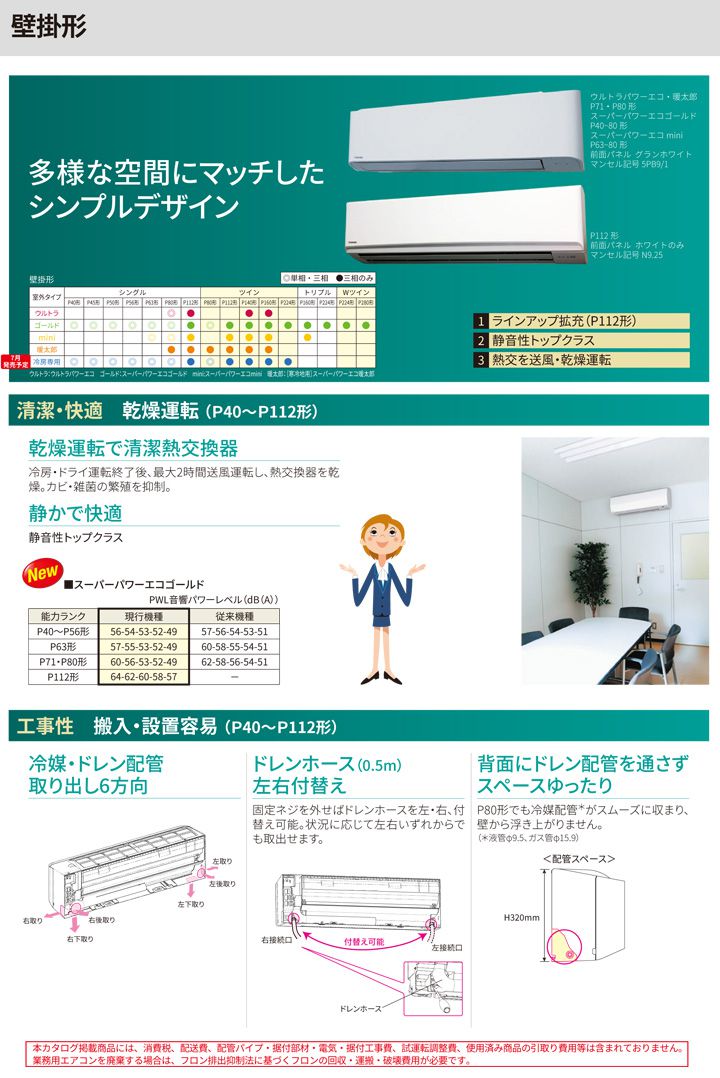 壁掛形
多様な空間にマッチした
シンプルデザイン
ウルトラパワーエコ・暖太郎
P71・P80 形
スーパーパワーエコゴールド
P40~80 形
スーパーパワーエコ mini
P63~80 形
前面パネル グランホワイト
マンセル記号 5PB9/1
P112 形
前面パネル ホワイトのみ
マンセル記号 N9.25
壁掛形
◎単相・三相 ●三相のみ
室外タイプ シングル ツイン トリプル Wツイン
P40形 P45形 P50形 P56形 P63形 P80形 P112形 P80形 P112形 P140形 P160形 P224形 P160形 P224形 P224形 P280形
ウルトラ
ゴールド
mini
暖太郎
冷房専用
7月
発売予定
ウルトラ:ウルトラパワーエコ ゴールド:スーパーパワーエコゴールド mini:スーパーパワーエコmini 暖太郎:[寒冷地用]スーパーパワーエコ暖太郎
1 ラインアップ拡充(P112形)
2 静音性トップクラス
3 熱交を送風・乾燥運転
清潔・快適 乾燥運転(P40〜P112形)
乾燥運転で清潔熱交換器
冷房・ドライ運転終了後、最大2時間送風運転し、熱交換器を乾
燥。カビ・雑菌の繁殖を抑制。
静かで快適
静音性トップクラス
New
■スーパーパワーエコゴールド
PWL音響パワーレベル(dB(A))
能力ランク 現行機種 従来機種
P40〜P56形 56-54-53-52-49 57-56-54-53-51
P63形 57-55-53-52-49 60-58-55-54-51
P71・P80形 60-56-53-52-49 62-58-56-54-51
P112形 64-62-60-58-57 ー
工事性 搬入・設置容易(P40〜P112形)
冷媒・ドレン配管
取り出し6方向
左取り
左後取り
左下取り
右取り
右後取り
右下取り
ドレンホース(0.5m)
左右付替え
固定ネジを外せばドレンホースを左・右、付
替え可能。状況に応じて左右いずれからで
も取出せます。
右接続口
付替え可能
左接続口
ドレンホース
背面にドレン配管を通さず
スペースゆったり
P80形でも冷媒配管*がスムーズに収まり、
壁から浮き上がりません。
(*液管φ9.5、ガス管φ15.9)
<配管スペース>
H320mm
本カタログ掲載商品には、消費税、配送費、配管パイプ・据付部材・電気・据付工事費、試運転調整費、使用済み商品の引取り費用等は含まれておりません。
業務用エアコンを廃棄する場合は、フロン排出抑制法に基づくフロンの回収・運搬・破壊費用が必要です。